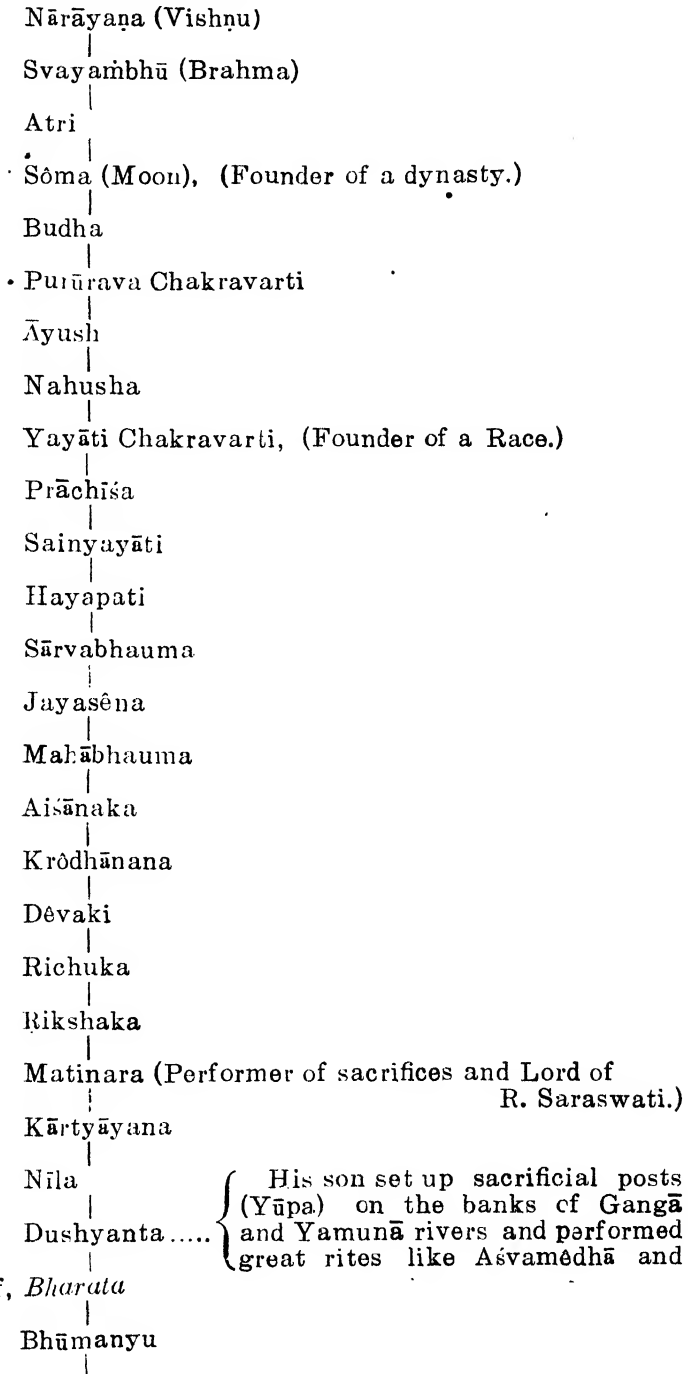 Nārāyaṇa (Vishṇu)
Svayaṁbhū (Brahma)
Atri
Sôma (Moon), (Founder of a dynasty.)
Budha
Purūrava Chakravarti
Āyush
Nahusha
Yayāti Chakravarti, (Founder of a Race.)
Prāchīśa
Sainyayāti
Hayapati
Sārvabhauma
Jayasêna
Mahābhauma
Aiśānaka
Krôdhānana
Dêvaki
Richuka
Ṛikshaka
Matinara (Performer of sacrifices and Lord of
R. Saraswati.)
Kārtyāyana
Nīla
His son set up sacrificial posts
(Yūpa) on the banks of Gangā
Dushyanta ..... and Yamunā rivers and performed
great rites like Aśvamêdhā and
Bharata
Bhūmanyu